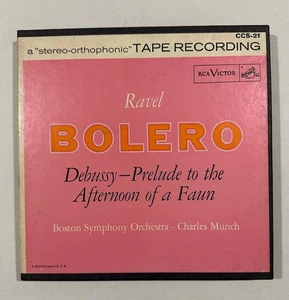 CCS-21
a "stereo-orthophonic" TAPE RECORDING
RCA VICTOR
Ravel
BOLERO
Debussy—Prelude to the
Afternoon of a Faun
Boston Symphony Orchestra - Charles Munch